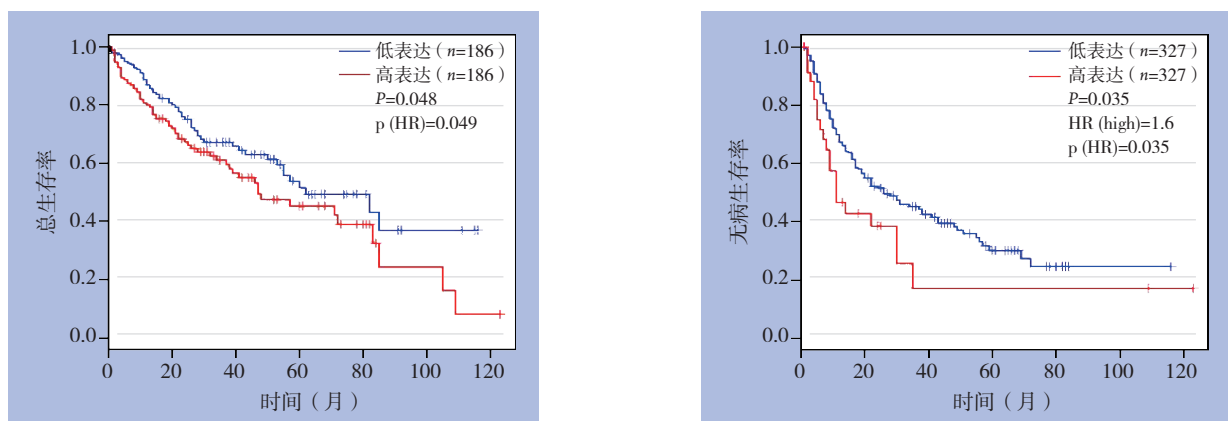 低表达（n=186）
高表达（n=186）
P=0.048
p (HR)=0.049
1.0
0.8
0.6
0.4
0.2
0.0
总生存率
0 20 40 60 80 100 120
时间（月）
低表达（n=327）
高表达（n=327）
P=0.035
HR (high)=1.6
p (HR)=0.035
1.0
0.8
0.6
0.4
0.2
0.0
无病生存率
0 20 40 60 80 100 120
时间（月）